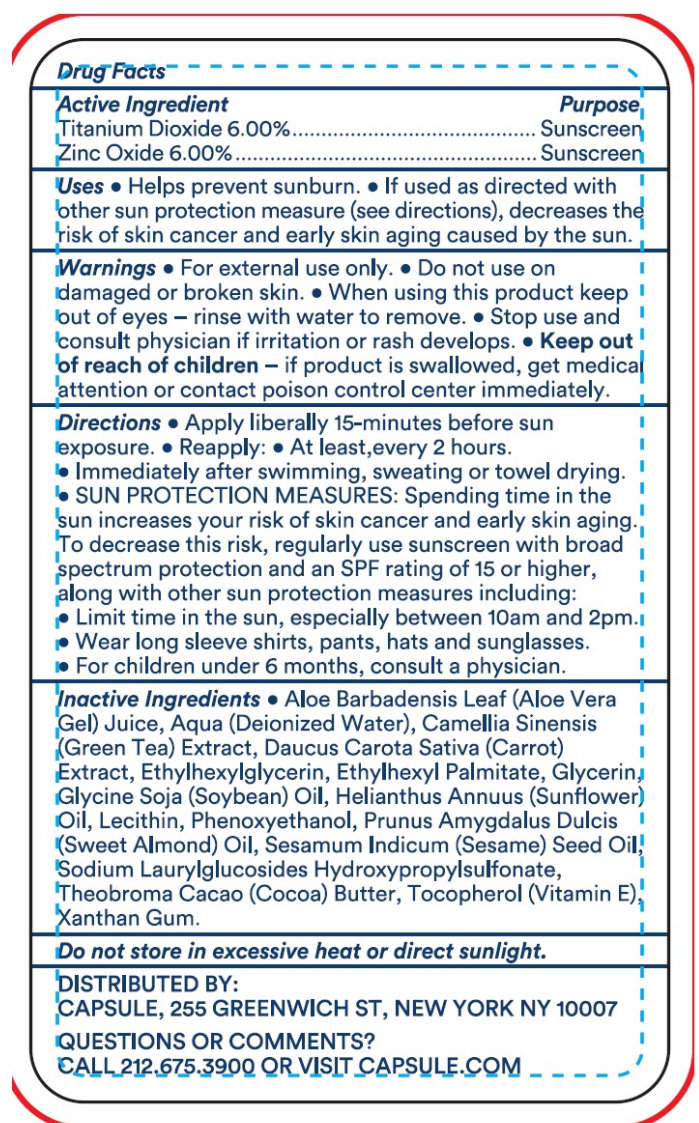 Drug Facts
Active Ingredient Purpose
Titanium Dioxide 6.00%............................................ Sunscreen
Zinc Oxide 6.00%...................................................... Sunscreen
Uses • Helps prevent sunburn. • If used as directed with
other sun protection measure (see directions), decreases the
risk of skin cancer and early skin aging caused by the sun.
Warnings • For external use only. • Do not use on
damaged or broken skin. • When using this product keep
out of eyes – rinse with water to remove. • Stop use and
consult physician if irritation or rash develops. • Keep out
of reach of children – if product is swallowed, get medical
attention or contact poison control center immediately.
Directions • Apply liberally 15-minutes before sun
exposure. • Reapply: • At least,every 2 hours.
• Immediately after swimming, sweating or towel drying.
• SUN PROTECTION MEASURES: Spending time in the
sun increases your risk of skin cancer and early skin aging.
To decrease this risk, regularly use sunscreen with broad
spectrum protection and an SPF rating of 15 or higher,
along with other sun protection measures including:
• Limit time in the sun, especially between 10am and 2pm.
• Wear long sleeve shirts, pants, hats and sunglasses.
• For children under 6 months, consult a physician.
Inactive Ingredients • Aloe Barbadensis Leaf (Aloe Vera
Gel) Juice, Aqua (Deionized Water), Camellia Sinensis
(Green Tea) Extract, Daucus Carota Sativa (Carrot)
Extract, Ethylhexylglycerin, Ethylhexyl Palmitate, Glycerin,
Glycine Soja (Soybean) Oil, Helianthus Annuus (Sunflower)
Oil, Lecithin, Phenoxyethanol, Prunus Amygdalus Dulcis
(Sweet Almond) Oil, Sesamum Indicum (Sesame) Seed Oil,
Sodium Laurylglucosides Hydroxypropylsulfonate,
Theobroma Cacao (Cocoa) Butter, Tocopherol (Vitamin E),
Xanthan Gum.
Do not store in excessive heat or direct sunlight.
DISTRIBUTED BY:
CAPSULE, 255 GREENWICH ST, NEW YORK NY 10007
QUESTIONS OR COMMENTS?
CALL 212.675.3900 OR VISIT CAPSULE.COM